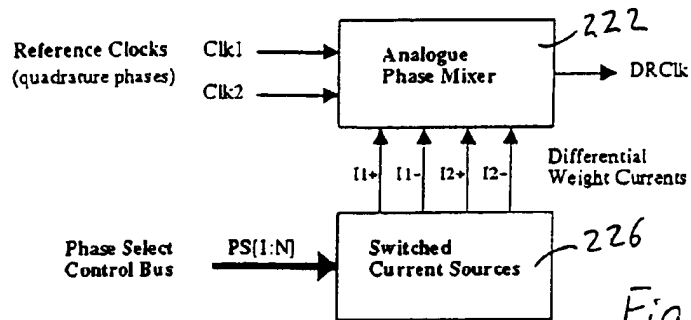 222
Reference Clocks Clk1
(quadrature phases)
Clk2
Analogue
Phase Mixer
DRClk
I1+ I1- I2+ I2-
Differential
Weight Currents
Phase Select
Control Bus
PS[1:N]
Switched
Current Sources
226
Fig